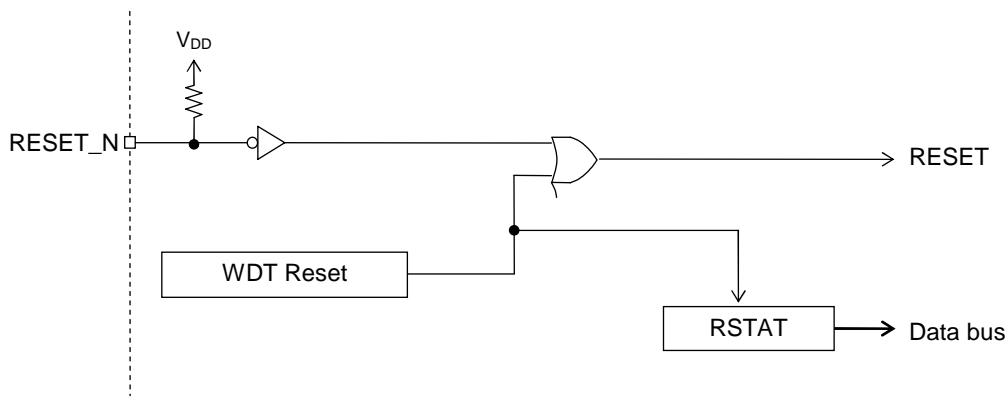 VDD
RESET_N
RESET
WDT Reset
RSTAT
Data bus